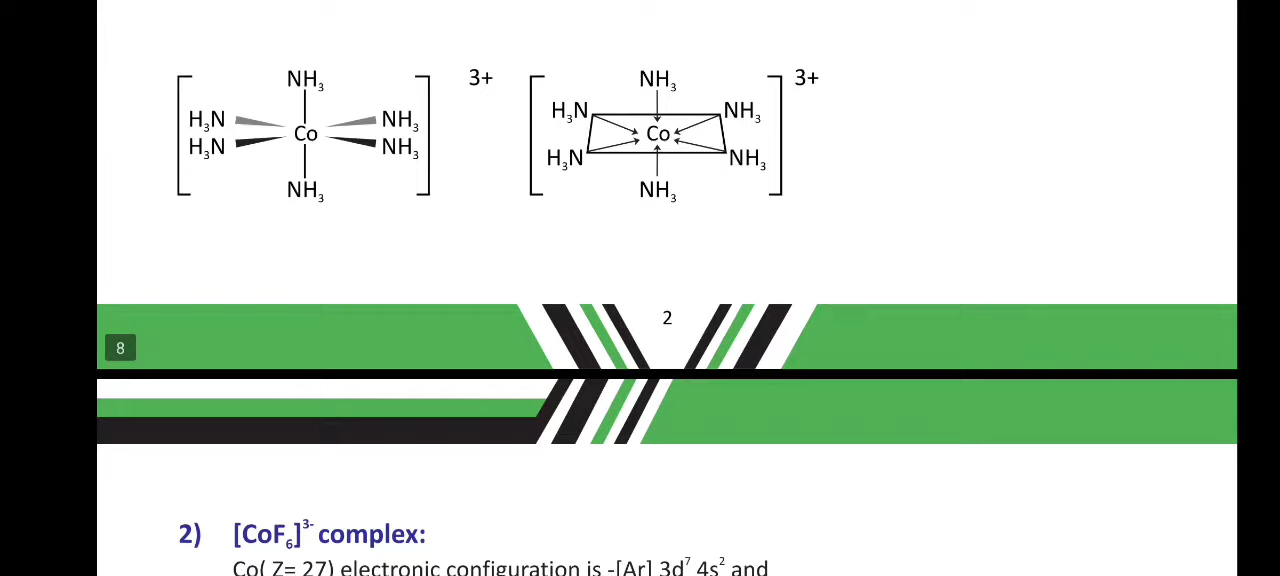 NH₃ 3+ NH₃ 3+
H₃N NH₃ H₃N NH₃
Co Co
H₃N NH₃ H₃N NH₃
NH₃ NH₃
2
8
2) [CoF₆]³⁻ complex:
Co( Z= 27) electronic configuration is -[Ar] 3d⁷ 4s² and